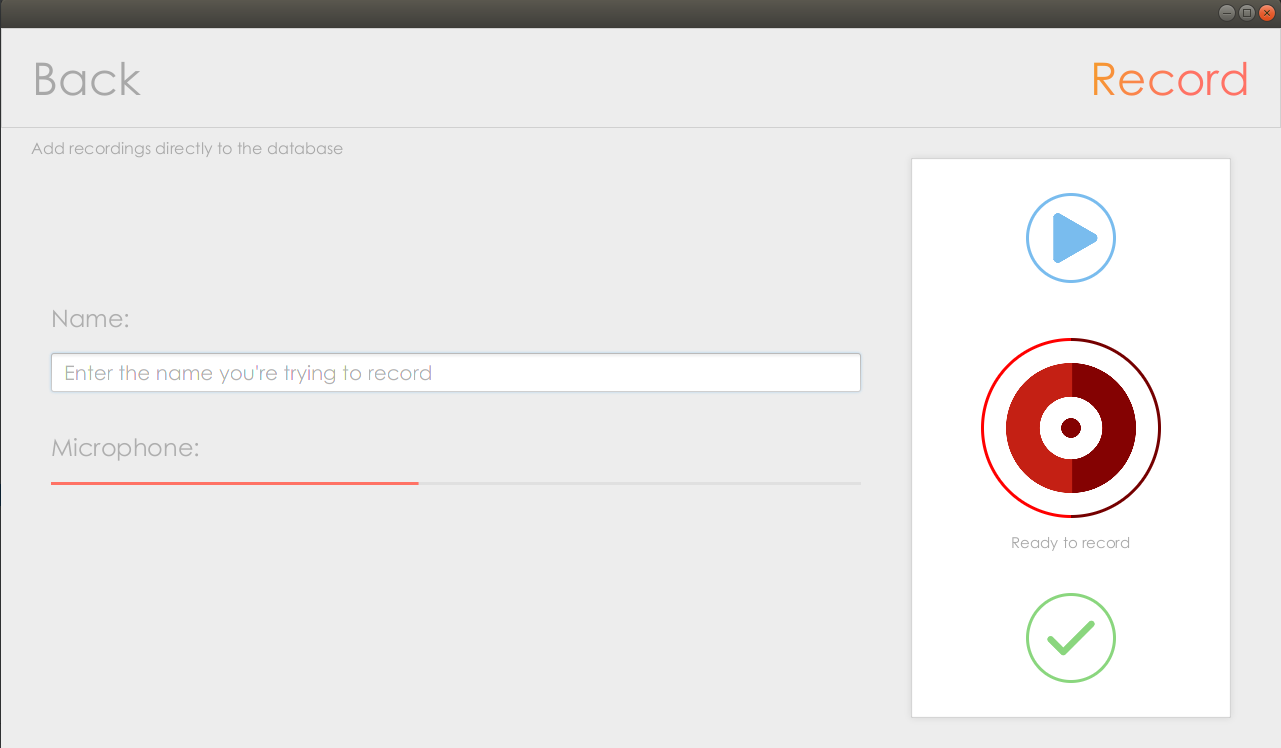 Back
Record
Add recordings directly to the database
Name:
Enter the name you're trying to record
Microphone:
Ready to record